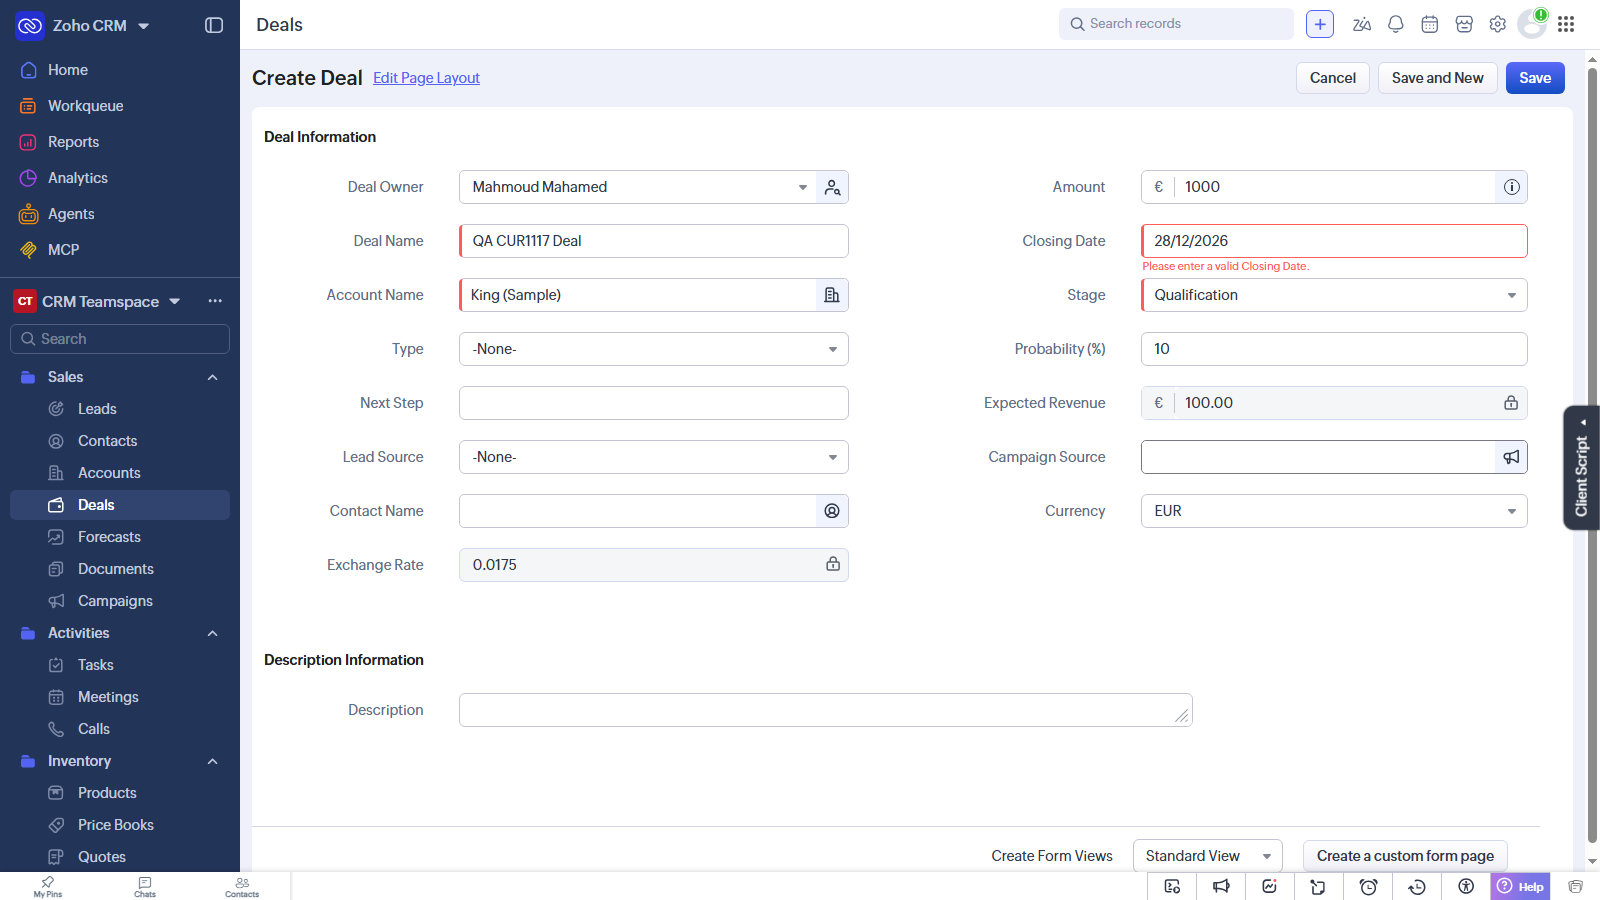 Zoho CRM
Deals
Search records
Home
Workqueue
Reports
Analytics
Agents
MCP
CT CRM Teamspace
Search
Sales
Leads
Contacts
Accounts
Deals
Forecasts
Documents
Campaigns
Activities
Tasks
Meetings
Calls
Inventory
Products
Price Books
Quotes
Create Deal Edit Page Layout
Cancel Save and New Save
Deal Information
Deal Owner Mahmoud Mahamed
Amount € 1000
Deal Name QA CUR1117 Deal
Closing Date 28/12/2026
Please enter a valid Closing Date.
Account Name King (Sample)
Stage Qualification
Type -None-
Probability (%) 10
Next Step
Expected Revenue € 100.00
Lead Source -None-
Campaign Source
Contact Name
Currency EUR
Exchange Rate 0.0175
Description Information
Description
Create Form Views Standard View Create a custom form page
Client Script
My Pins Chats Contacts
Help